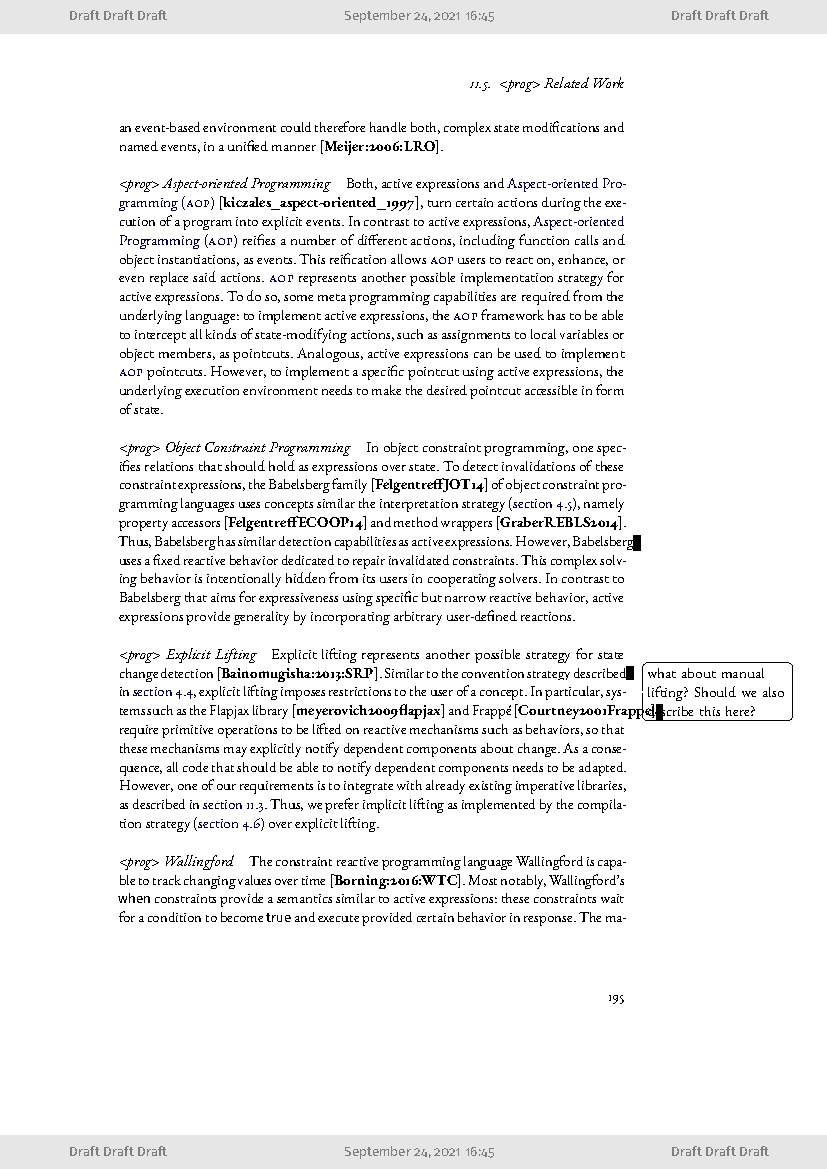 Draft Draft Draft September 24, 2021 16:45 Draft Draft Draft
11.5. <prog> Related Work
an event-based environment could therefore handle both, complex state modifications and
named events, in a unified manner [Meijer:2006:LRO].
<prog> Aspect-oriented Programming Both, active expressions and Aspect-oriented Pro-
gramming (AOP) [kiczales_aspect-oriented_1997], turn certain actions during the exe-
cution of a program into explicit events. In contrast to active expressions, Aspect-oriented
Programming (AOP) reifies a number of different actions, including function calls and
object instantiations, as events. This reification allows AOP users to react on, enhance, or
even replace said actions. AOP represents another possible implementation strategy for
active expressions. To do so, some meta programming capabilities are required from the
underlying language: to implement active expressions, the AOP framework has to be able
to intercept all kinds of state-modifying actions, such as assignments to local variables or
object members, as pointcuts. Analogous, active expressions can be used to implement
AOP pointcuts. However, to implement a specific pointcut using active expressions, the
underlying execution environment needs to make the desired pointcut accessible in form
of state.
<prog> Object Constraint Programming In object constraint programming, one spec-
ifies relations that should hold as expressions over state. To detect invalidations of these
constraint expressions, the Babelsberg family [FelgentreffJOT14] of object constraint pro-
gramming languages uses concepts similar the interpretation strategy (section 4.5), namely
property accessors [FelgentreffECOOP14] and method wrappers [GraberREBLS2014].
Thus, Babelsberg has similar detection capabilities as active expressions. However, Babelsberg
uses a fixed reactive behavior dedicated to repair invalidated constraints. This complex solv-
ing behavior is intentionally hidden from its users in cooperating solvers. In contrast to
Babelsberg that aims for expressiveness using specific but narrow reactive behavior, active
expressions provide generality by incorporating arbitrary user-defined reactions.
<prog> Explicit Lifting Explicit lifting represents another possible strategy for state
change detection [Bainomugisha:2013:SRP]. Similar to the convention strategy described
in section 4.4, explicit lifting imposes restrictions to the user of a concept. In particular, sys-
tems such as the Flapjax library [meyerovich2009flapjax] and Frappé [Courtney2001Frappe],
require primitive operations to be lifted on reactive mechanisms such as behaviors, so that
these mechanisms may explicitly notify dependent components about change. As a conse-
quence, all code that should be able to notify dependent components needs to be adapted.
However, one of our requirements is to integrate with already existing imperative libraries,
as described in section 11.3. Thus, we prefer implicit lifting as implemented by the compila-
tion strategy (section 4.6) over explicit lifting.
what about manual
lifting? Should we also
this here?
<prog> Wallingford The constraint reactive programming language Wallingford is capa-
ble to track changing values over time [Borning:2016:WTC]. Most notably, Wallingford's
when constraints provide a semantics similar to active expressions: these constraints wait
for a condition to become true and execute provided certain behavior in response. The ma-
195
Draft Draft Draft September 24, 2021 16:45 Draft Draft Draft